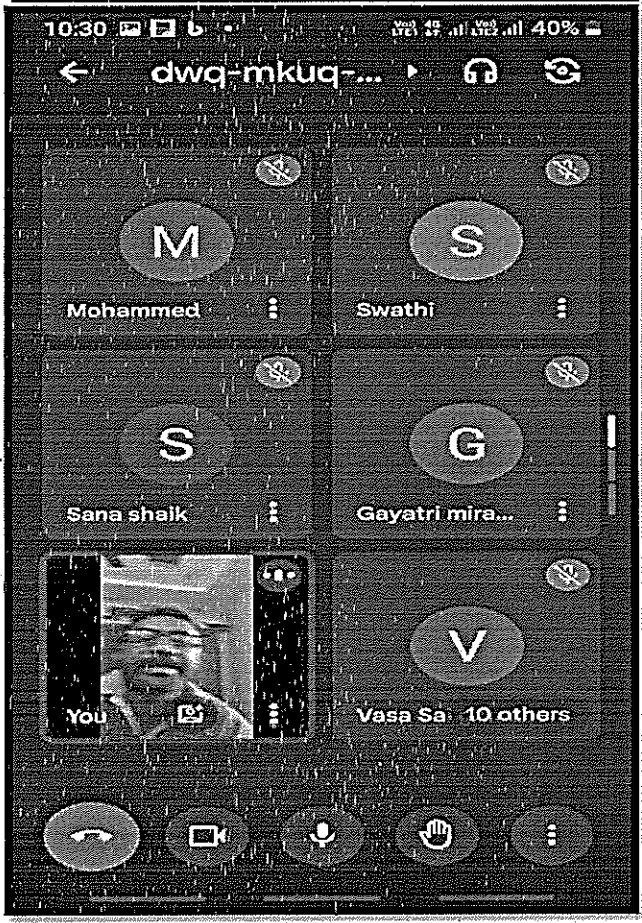 10:30 40%
dwq-mkuq-...
M S
Mohammed Swathi
S G
Sana shaik Gayatri mira...
V
You Vasa Sa 10 others